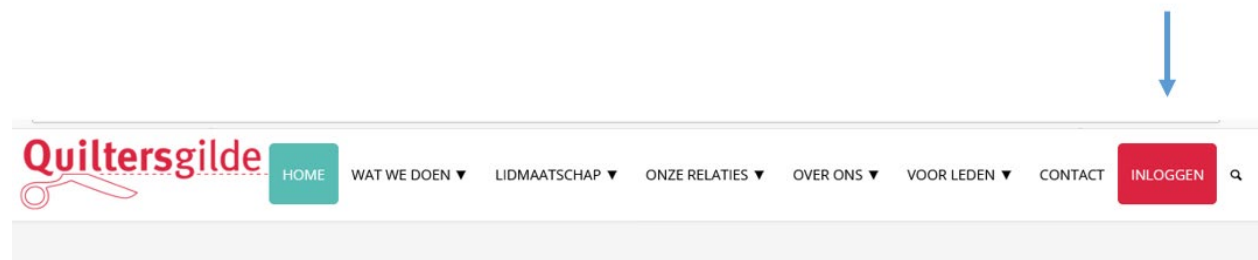 Quiltersgilde
HOME WAT WE DOEN ▼ LIDMAATSCHAP ▼ ONZE RELATIES ▼ OVER ONS ▼ VOOR LEDEN ▼ CONTACT INLOGGEN